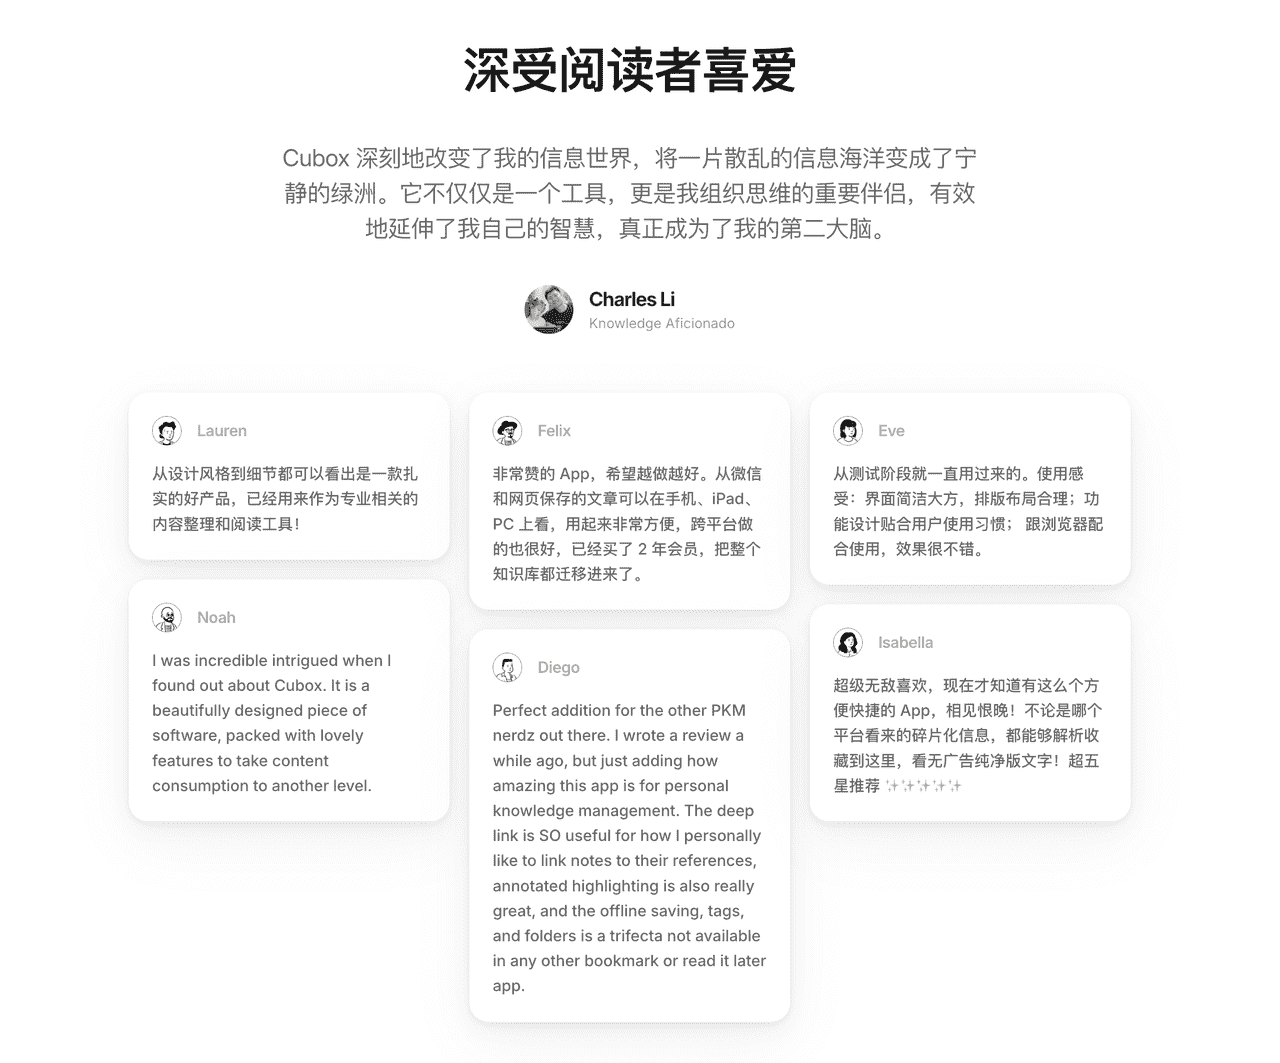 深受阅读者喜爱
Cubox 深刻地改变了我的信息世界，将一片散乱的信息海洋变成了宁
静的绿洲。它不仅仅是一个工具，更是我组织思维的重要伴侣，有效
地延伸了我自己的智慧，真正成为了我的第二大脑。
Charles Li
Knowledge Aficionado
Lauren
从设计风格到细节都可以看出是一款扎
实的好产品，已经用来作为专业相关的
内容整理和阅读工具！
Noah
I was incredible intrigued when I
found out about Cubox. It is a
beautifully designed piece of
software, packed with lovely
features to take content
consumption to another level.
Felix
非常赞的 App，希望越做越好。从微信
和网页保存的文章可以在手机、iPad、
PC 上看，用起来非常方便，跨平台做
的也很好，已经买了 2 年会员，把整个
知识库都迁移进来了。
Diego
Perfect addition for the other PKM
nerdz out there. I wrote a review a
while ago, but just adding how
amazing this app is for personal
knowledge management. The deep
link is SO useful for how I personally
like to link notes to their references,
annotated highlighting is also really
great, and the offline saving, tags,
and folders is a trifecta not available
in any other bookmark or read it later
app.
Eve
从测试阶段就一直用过来的。使用感
受：界面简洁大方，排版布局合理；功
能设计贴合用户使用习惯； 跟浏览器配
合使用，效果很不错。
Isabella
超级无敌喜欢，现在才知道有这么个方
便快捷的 App，相见恨晚！不论是哪个
平台看来的碎片化信息，都能够解析收
藏到这里，看无广告纯净版文字！超五
星推荐 ✨✨✨✨✨